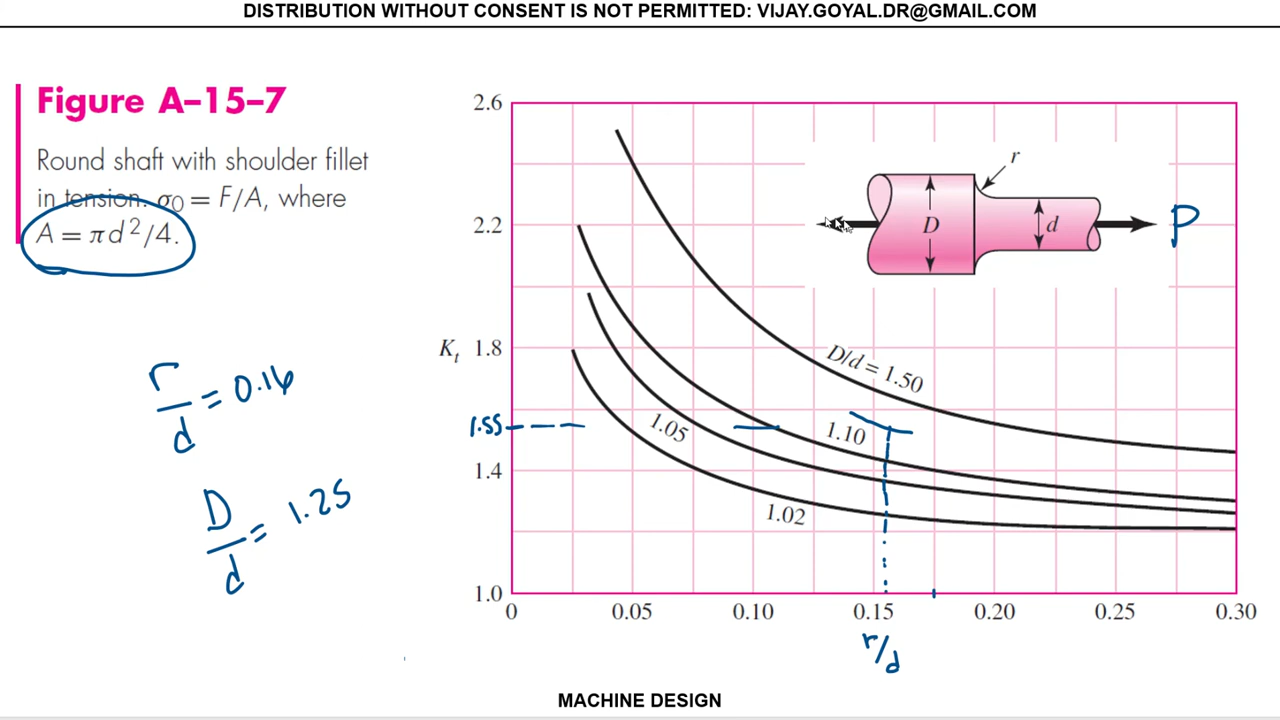 DISTRIBUTION WITHOUT CONSENT IS NOT PERMITTED: VIJAY.GOYAL.DR@GMAIL.COM
Figure A–15–7
Round shaft with shoulder fillet
in tension. σ0 = F/A, where
A = πd²/4.
r/d = 0.16
D/d = 1.25
2.6
2.2
Kt 1.8
1.55
1.4
1.0
r
D
d
P
D/d = 1.50
1.10
1.05
1.02
0 0.05 0.10 0.15 0.20 0.25 0.30
r/d
MACHINE DESIGN